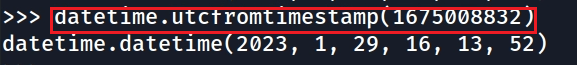 >>> datetime.utcfromtimestamp(1675008832)
datetime.datetime(2023, 1, 29, 16, 13, 52)